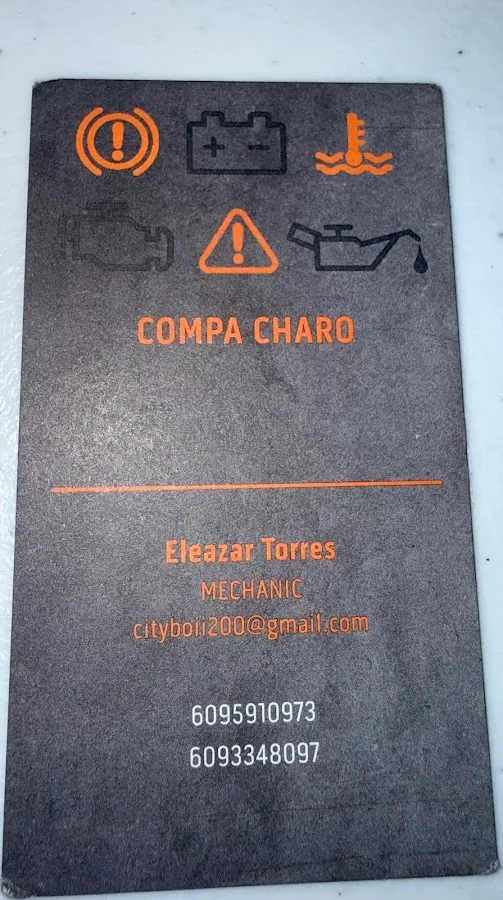 COMPA CHARO
Eleazar Torres
MECHANIC
cityboii200@gmail.com
6095910973
6093348097